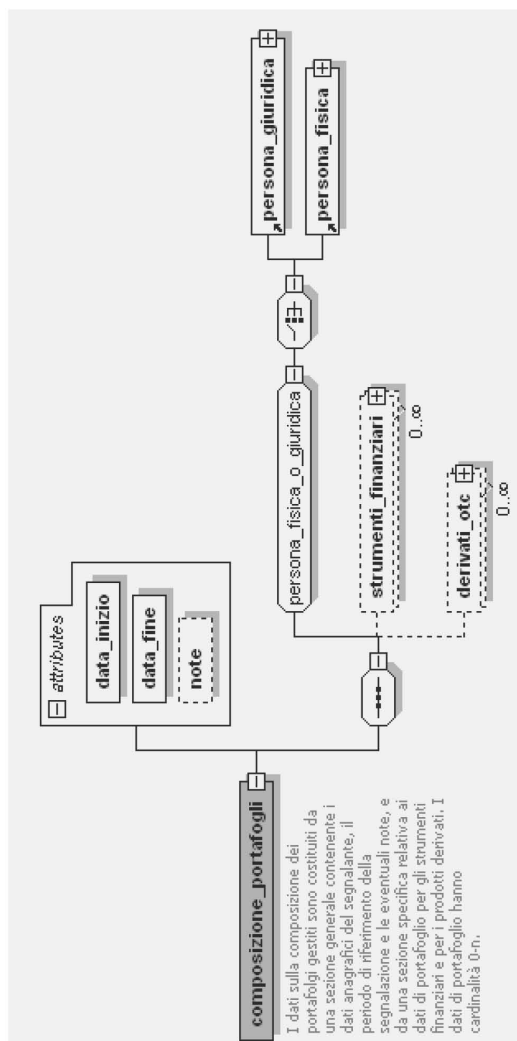 composizione_portafogli
I dati sulla composizione dei
portafolgi gestiti sono costituiti da
una sezione generale contenente i
dati anagrafici del segnalante, il
periodo di riferimento della
segnalazione e le eventuali note, e
da una sezione specifica relativa ai
dati di portafoglio per gli strumenti
finanziari e per i prodotti derivati. I
dati di portafoglio hanno
cardinalità 0-n.
attributes
data_inizio
data_fine
note
persona_fisica_o_giuridica
persona_giuridica
persona_fisica
strumenti_finanziari
0..∞
derivati_otc
0..∞